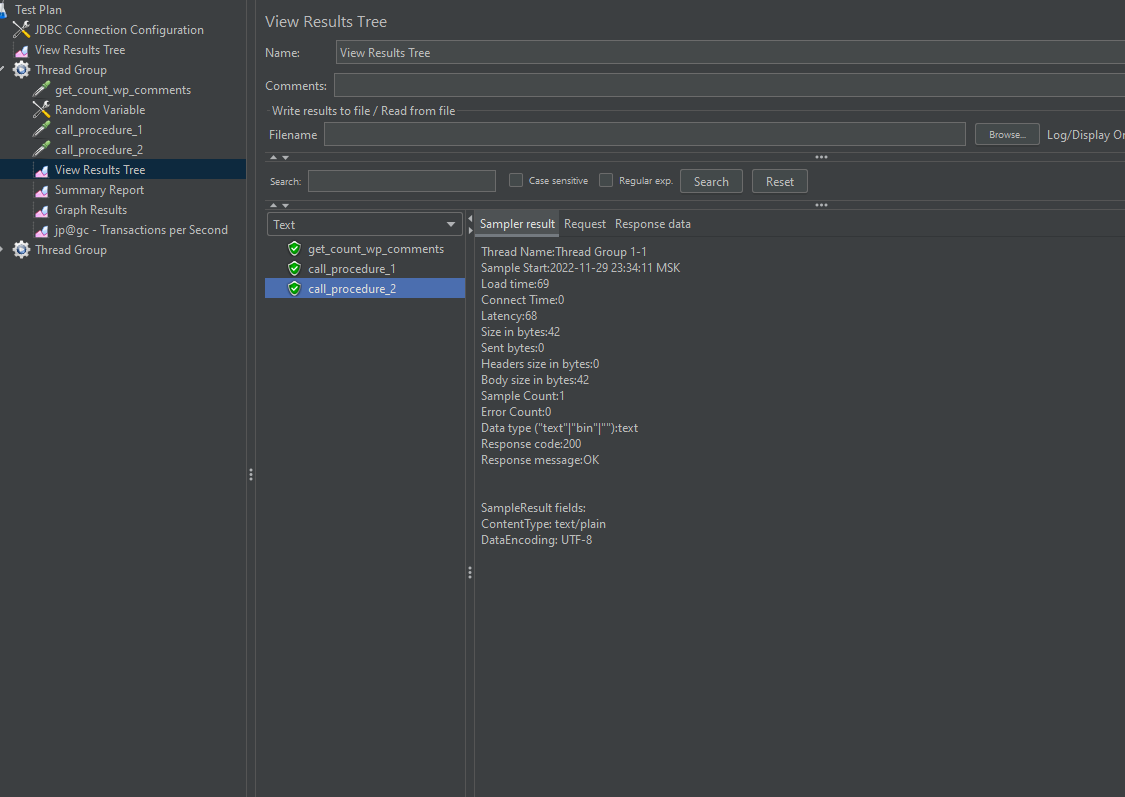 Test Plan
JDBC Connection Configuration
View Results Tree
Thread Group
get_count_wp_comments
Random Variable
call_procedure_1
call_procedure_2
View Results Tree
Summary Report
Graph Results
jp@gc - Transactions per Second
Thread Group
View Results Tree
Name: View Results Tree
Comments:
Write results to file / Read from file
Filename Browse... Log/Display Or
Search: Case sensitive Regular exp. Search Reset
Text
get_count_wp_comments
call_procedure_1
call_procedure_2
Sampler result Request Response data
Thread Name:Thread Group 1-1
Sample Start:2022-11-29 23:34:11 MSK
Load time:69
Connect Time:0
Latency:68
Size in bytes:42
Sent bytes:0
Headers size in bytes:0
Body size in bytes:42
Sample Count:1
Error Count:0
Data type ("text"|"bin"|""):text
Response code:200
Response message:OK
SampleResult fields:
ContentType: text/plain
DataEncoding: UTF-8